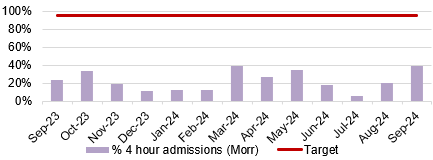 100%
80%
60%
40%
20%
0%
Sep-23
Oct-23
Nov-23
Dec-23
Jan-24
Feb-24
Mar-24
Apr-24
May-24
Jun-24
Jul-24
Aug-24
Sep-24
% 4 hour admissions (Morr)
Target